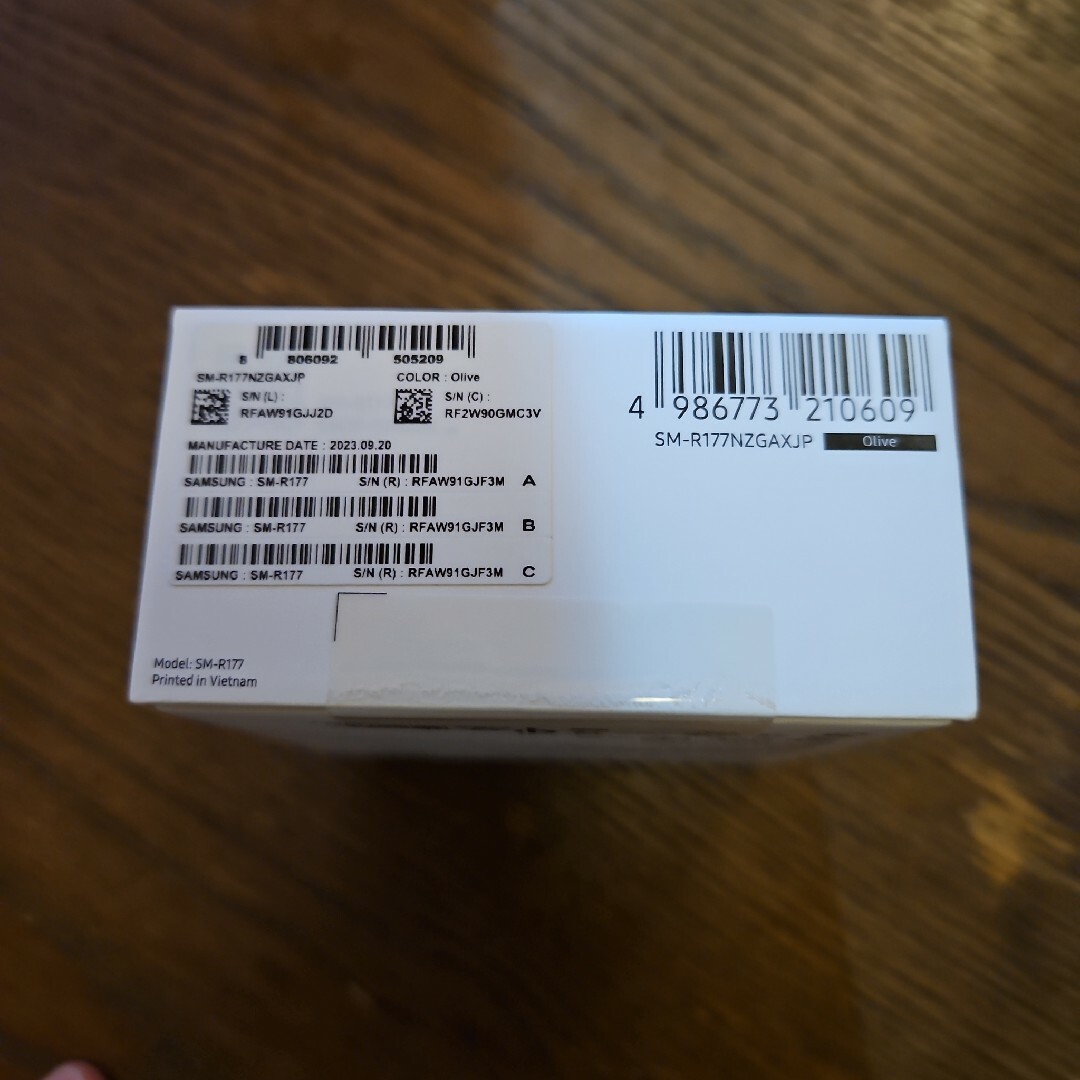 8 806092 505209
SM-R177NZGAXJP COLOR : Olive
S/N (L) : S/N (C) :
RFAW91GJJ2D RF2W90GMC3V
MANUFACTURE DATE : 2023.09.20
SAMSUNG : SM-R177 S/N (R) : RFAW91GJF3M A
SAMSUNG : SM-R177 S/N (R) : RFAW91GJF3M B
SAMSUNG : SM-R177 S/N (R) : RFAW91GJF3M C
Model: SM-R177
Printed in Vietnam
4 986773 210609
SM-R177NZGAXJP Olive